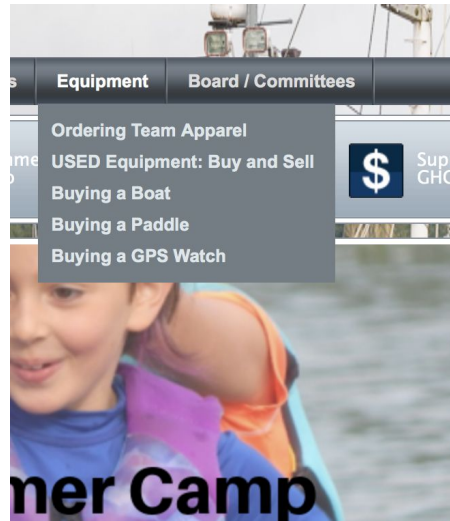 s Equipment Board / Committees
Ordering Team Apparel
USED Equipment: Buy and Sell
Buying a Boat
Buying a Paddle
Buying a GPS Watch
$
mer Camp